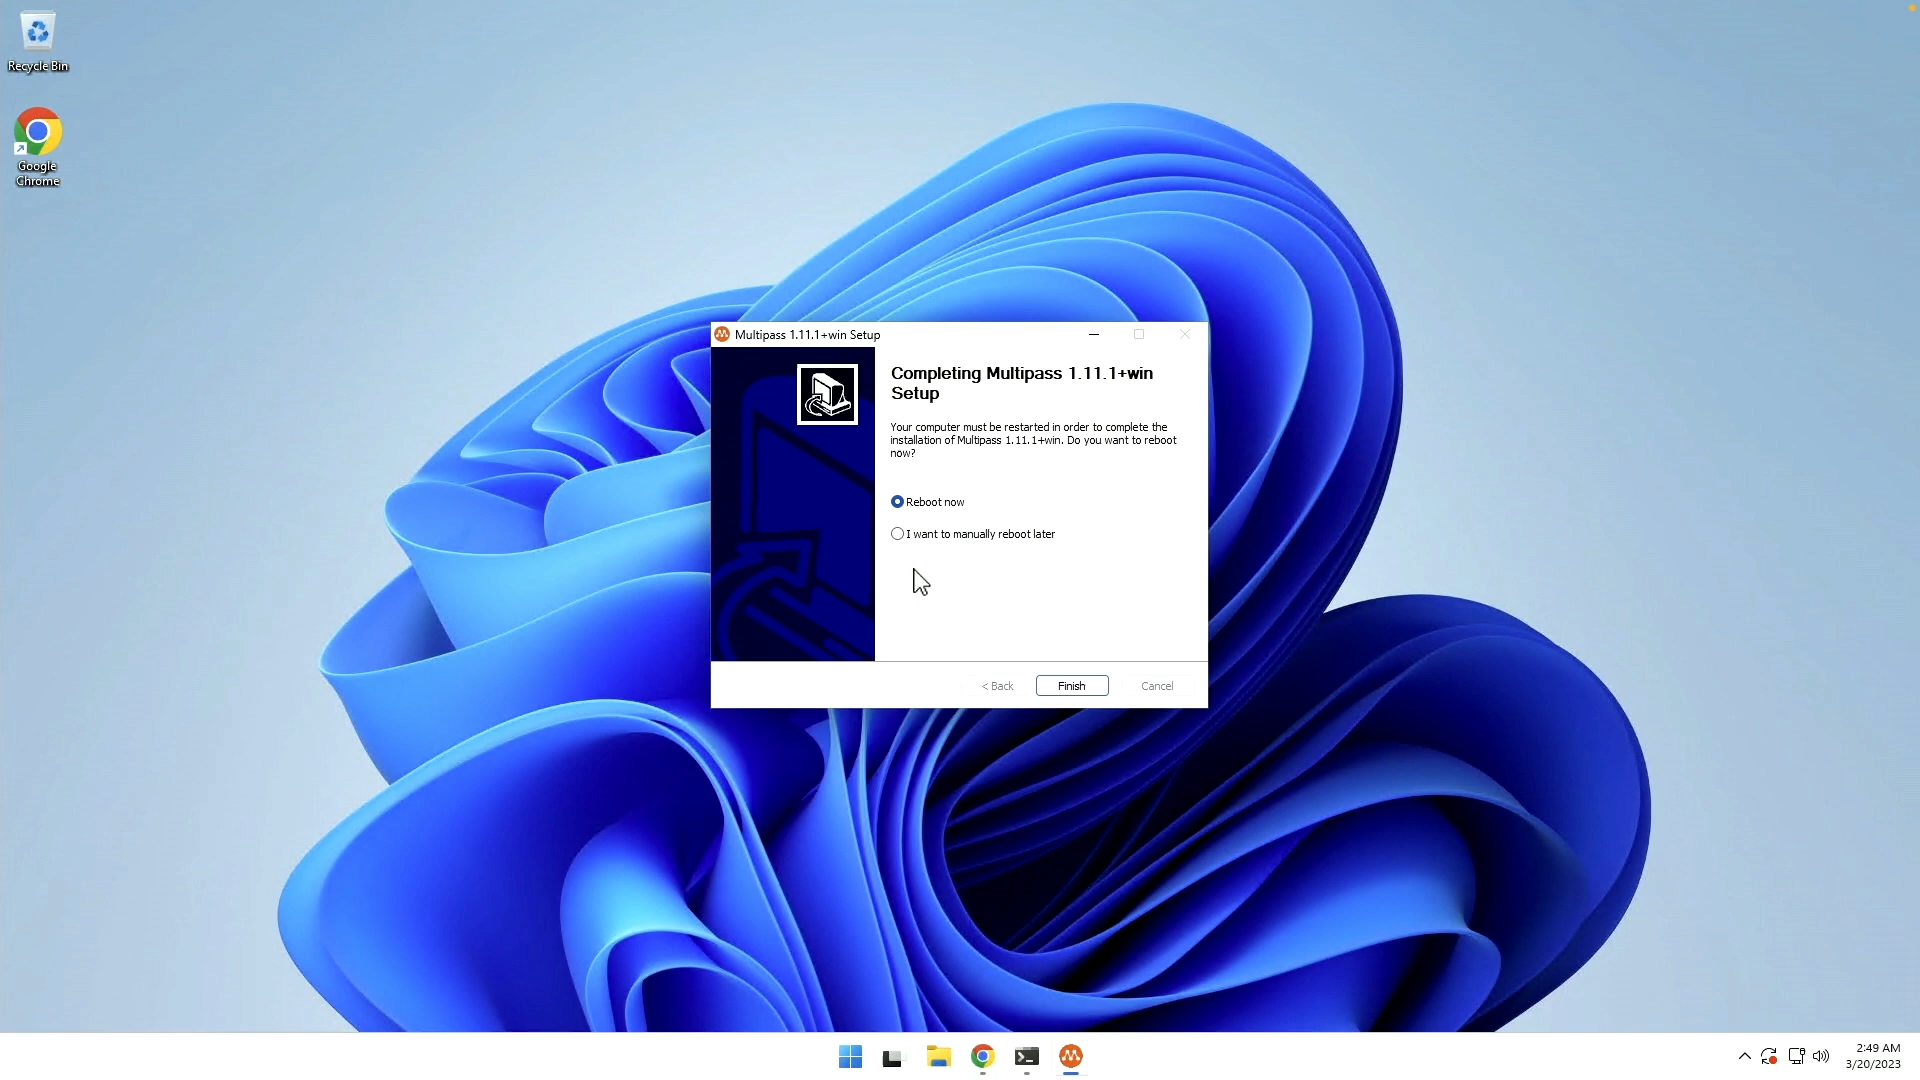 Recycle Bin
Google
Chrome
Multipass 1.11.1+win Setup
Completing Multipass 1.11.1+win
Setup
Your computer must be restarted in order to complete the
installation of Multipass 1.11.1+win. Do you want to reboot
now?
Reboot now
I want to manually reboot later
< Back
Finish
Cancel
2:49 AM
3/20/2023